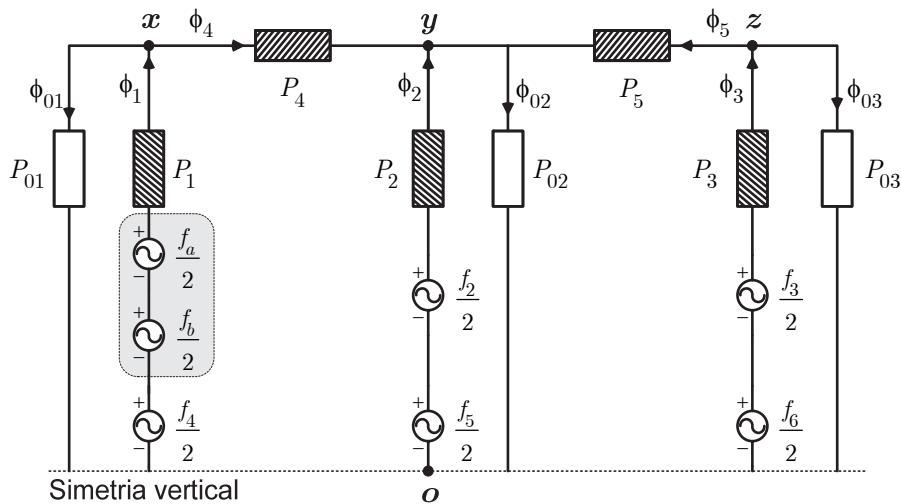 x ϕ4 y ϕ5 z
ϕ01 ϕ1 P4 ϕ2 ϕ02 P5 ϕ3 ϕ03
P01 P1 P2 P02 P3 P03
+ fa/2 −
+ fb/2 − + f2/2 − + f3/2 −
+ f4/2 − + f5/2 − + f6/2 −
Simetria vertical o